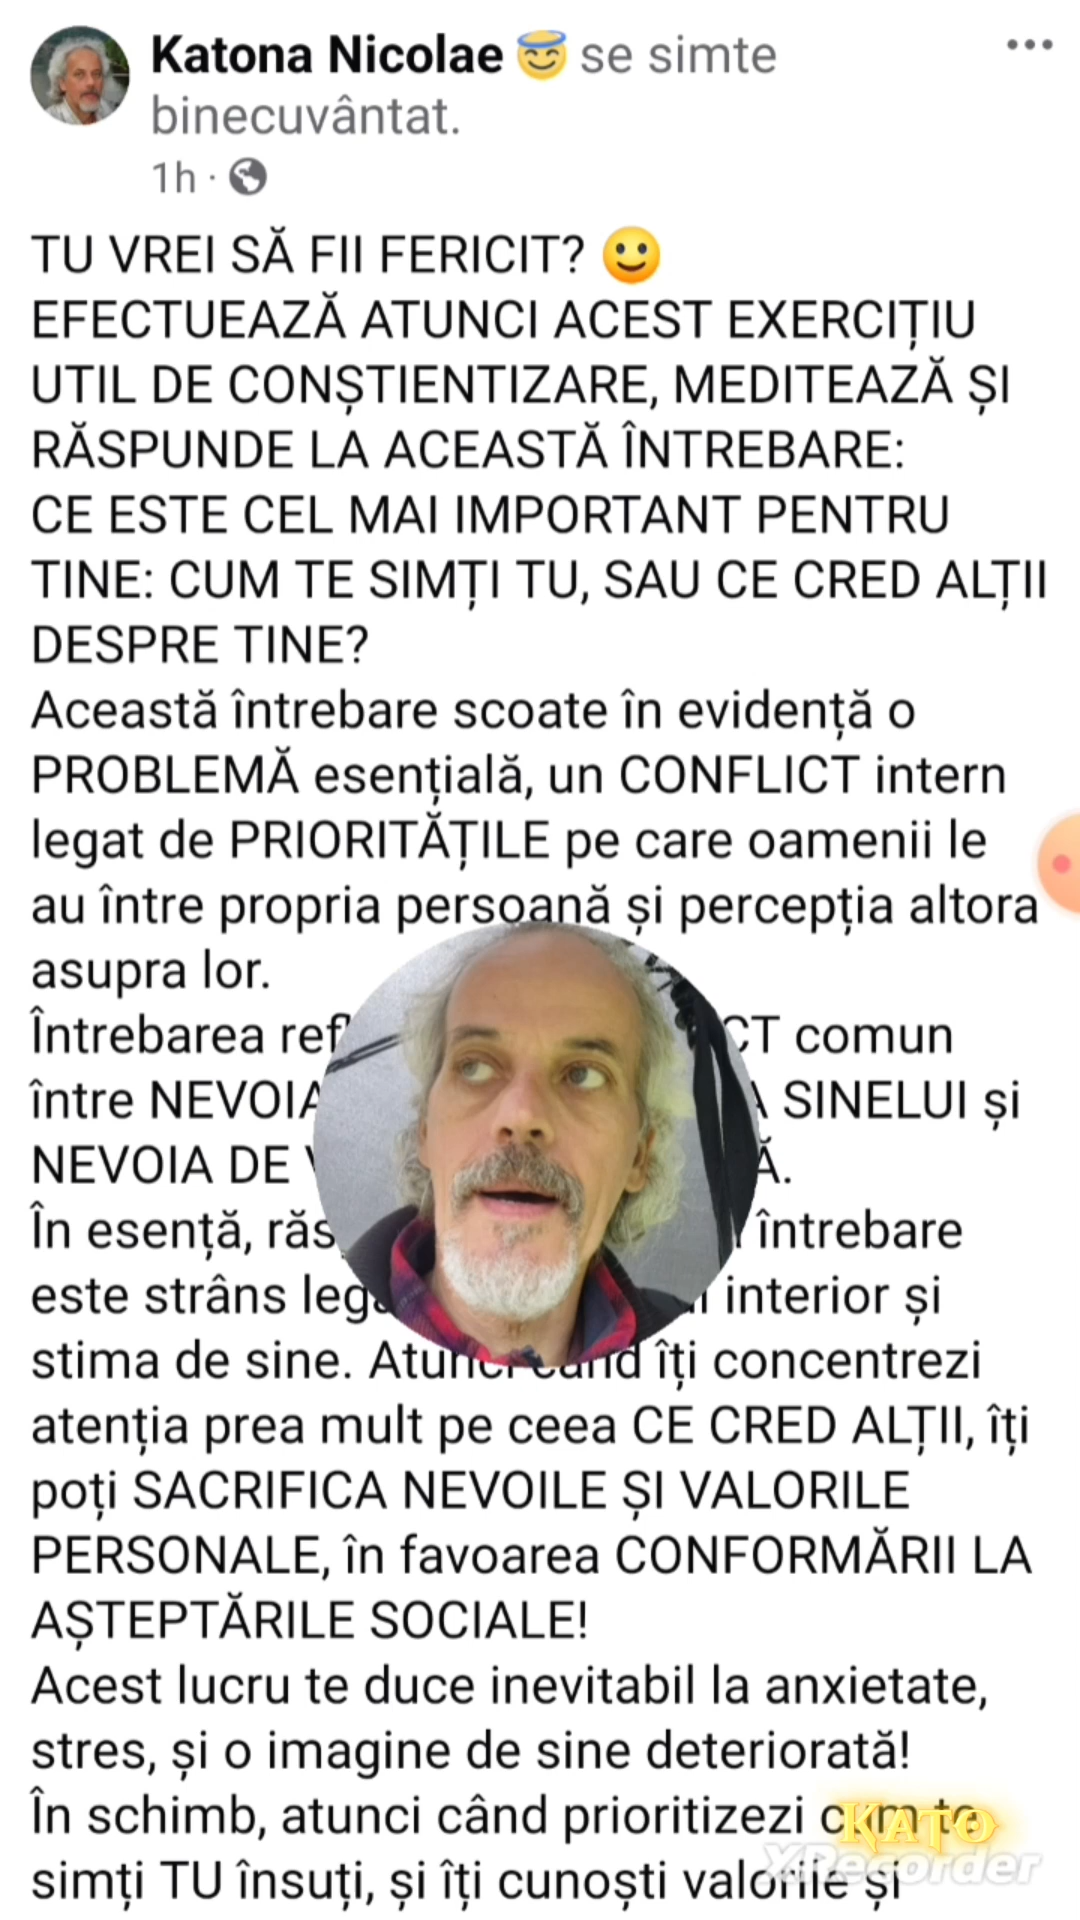 Katona Nicolae 😇 se simte
binecuvântat.
1h ·
TU VREI SĂ FII FERICIT? 🙂
EFECTUEAZĂ ATUNCI ACEST EXERCIȚIU
UTIL DE CONȘTIENTIZARE, MEDITEAZĂ ȘI
RĂSPUNDE LA ACEASTĂ ÎNTREBARE:
CE ESTE CEL MAI IMPORTANT PENTRU
TINE: CUM TE SIMȚI TU, SAU CE CRED ALȚII
DESPRE TINE?
Această întrebare scoate în evidență o
PROBLEMĂ esențială, un CONFLICT intern
legat de PRIORITĂȚILE pe care oamenii le
au între propria persoană și percepția altora
asupra lor.
Întrebarea comun
între NEVOIA SINELUI și
NEVOIA DE
În esență, întrebare
este strâns interior și
stima de sine. Atunci când îți concentrezi
atenția prea mult pe ceea CE CRED ALȚII, îți
poți SACRIFICA NEVOILE ȘI VALORILE
PERSONALE, în favoarea CONFORMĂRII LA
AȘTEPTĂRILE SOCIALE!
Acest lucru te duce inevitabil la anxietate,
stres, și o imagine de sine deteriorată!
În schimb, atunci când prioritizezi cum te
simți TU însuți, și îți cunoști valorile și
KATO
XRecorder